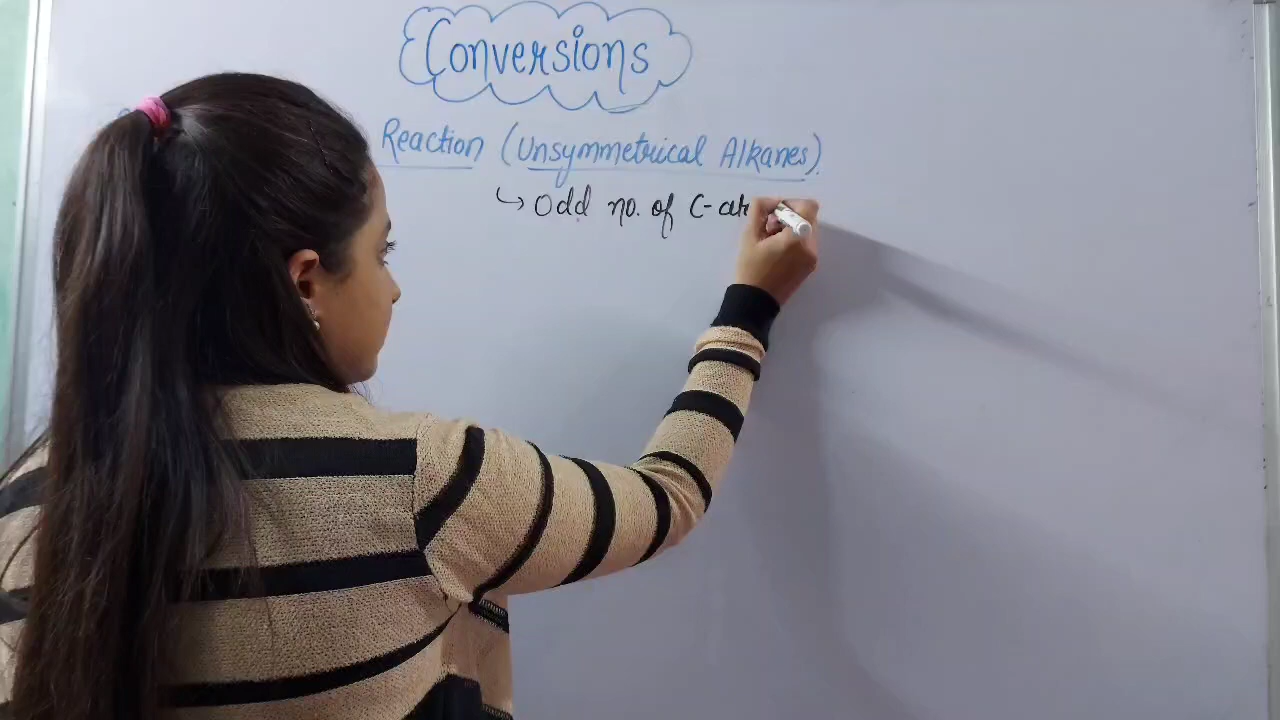 Conversions
Reaction (Unsymmetrical Alkanes).
↳ Odd no. of C-at